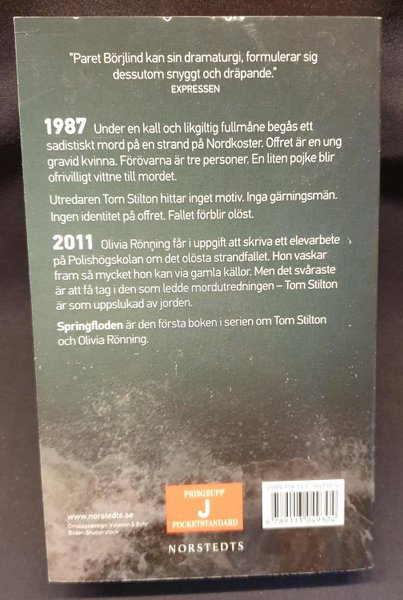 "Paret Börjlind kan sin dramaturgi, formulerar sig
dessutom snyggt och dräpande."
EXPRESSEN
1987 Under en kall och likgiltig fullmåne begås ett
sadistiskt mord på en strand på Nordkoster. Offret är en ung
gravid kvinna. Förövarna är tre personer. En liten pojke blir
ofrivilligt vittne till mordet.
Utredaren Tom Stilton hittar inget motiv. Inga gärningsmän.
Ingen identitet på offret. Fallet förblir olöst.
2011 Olivia Rönning får i uppgift att skriva ett elevarbete
på Polishögskolan om det olösta strandfallet. Hon vaskar
fram så mycket hon kan via gamla källor. Men det svåraste
är att få tag i den som ledde mordutredningen – Tom Stilton
är som uppslukad av jorden.
Springfloden är den första boken i serien om Tom Stilton
och Olivia Rönning.
www.norstedts.se
Omslagsdesign: Valentin & Byhr
Bilder: Shutterstock
PRISGRUPP
J
POCKETSTANDARD
NORSTEDTS
9789113049304